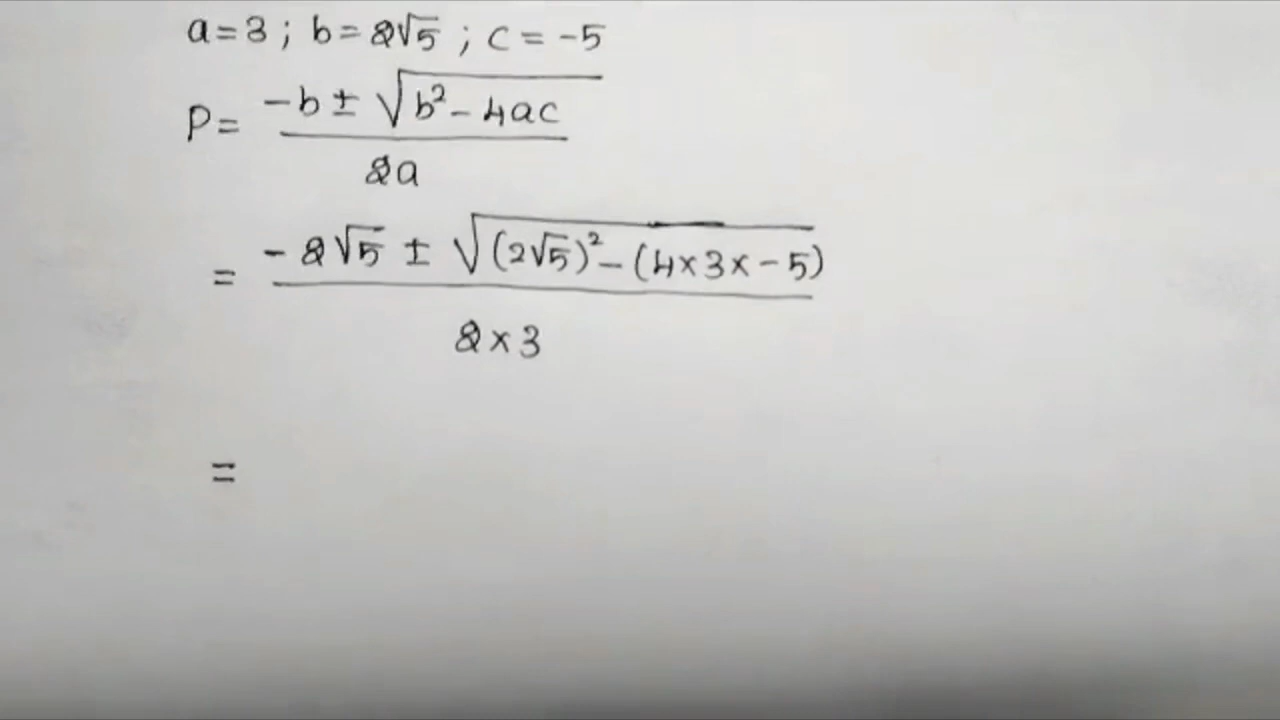 a=3 ; b=2√5 ; c = -5
P= (-b ± √(b² - 4ac)) / 2a
= (-2√5 ± √((2√5)² - (4×3×-5))) / 2×3
=